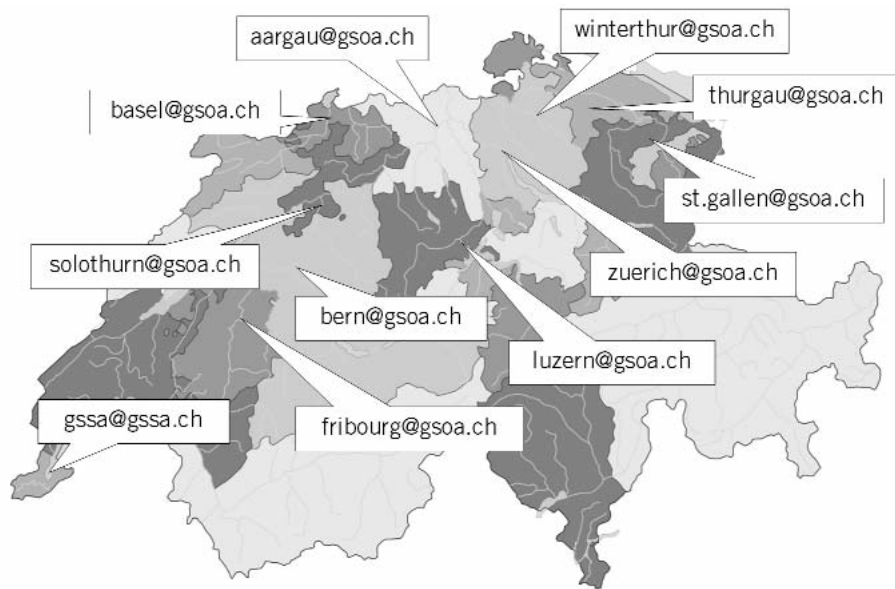 aargau@gsoa.ch
winterthur@gsoa.ch
basel@gsoa.ch
thurgau@gsoa.ch
st.gallen@gsoa.ch
solothurn@gsoa.ch
zuerich@gsoa.ch
bern@gsoa.ch
luzern@gsoa.ch
gssa@gssa.ch
fribourg@gsoa.ch